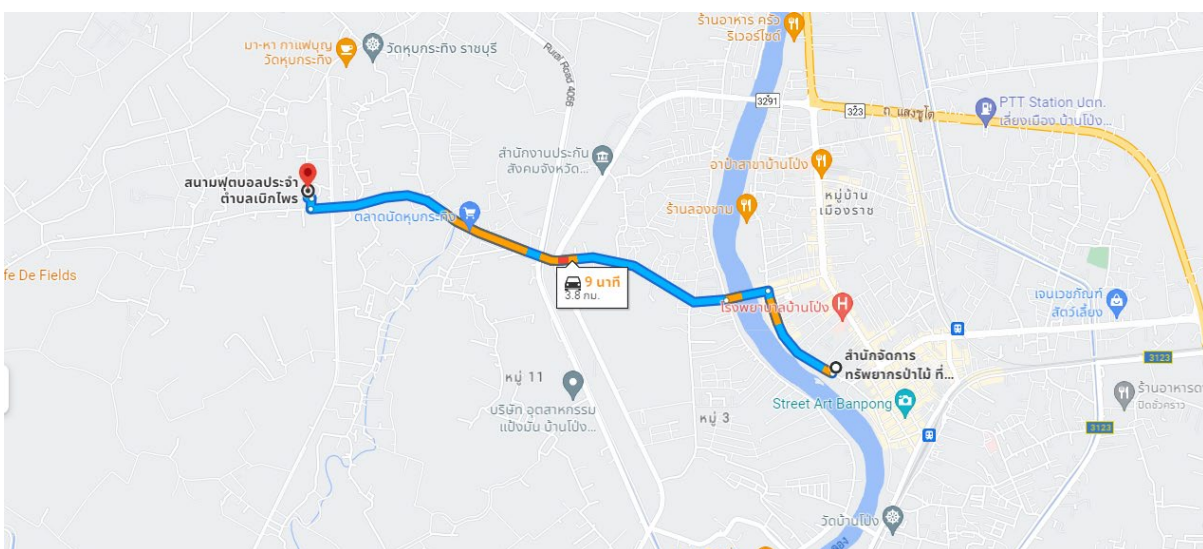 ร้านอาหาร ครัว
ริเวอร์ไซด์
มา-หา กาแฟบุญ
วัดหุบกระทิง
วัดหุบกระทิง ราชบุรี
Rural Road 4066
3291
323
ถ. แสงชูโต
PTT Station ปตท.
เลี่ยงเมือง บ้านโป่ง...
สำนักงานประกัน
สังคมจังหวัด...
อาป๋าสาขาบ้านโป่ง
สนามฟุตบอลประจำ
ตำบลเบิกไพร
หมู่บ้าน
เมืองราช
ร้านลองชาม
ตลาดนัดหุบกระทิง
fe De Fields
9 นาที
3.8 กม.
โรงพยาบาลบ้านโป่ง
เจนเวชภัณฑ์
สัตว์เลี้ยง
สำนักจัดการ
ทรัพยากรป่าไม้ ที่...
3123
หมู่ 11
ร้านอาหารต
ปิดชั่วคราว
Street Art Banpong
บริษัท อุตสาหกรรม
แป้งมัน บ้านโป่ง...
หมู่ 3
3123
วัดบ้านโป่ง